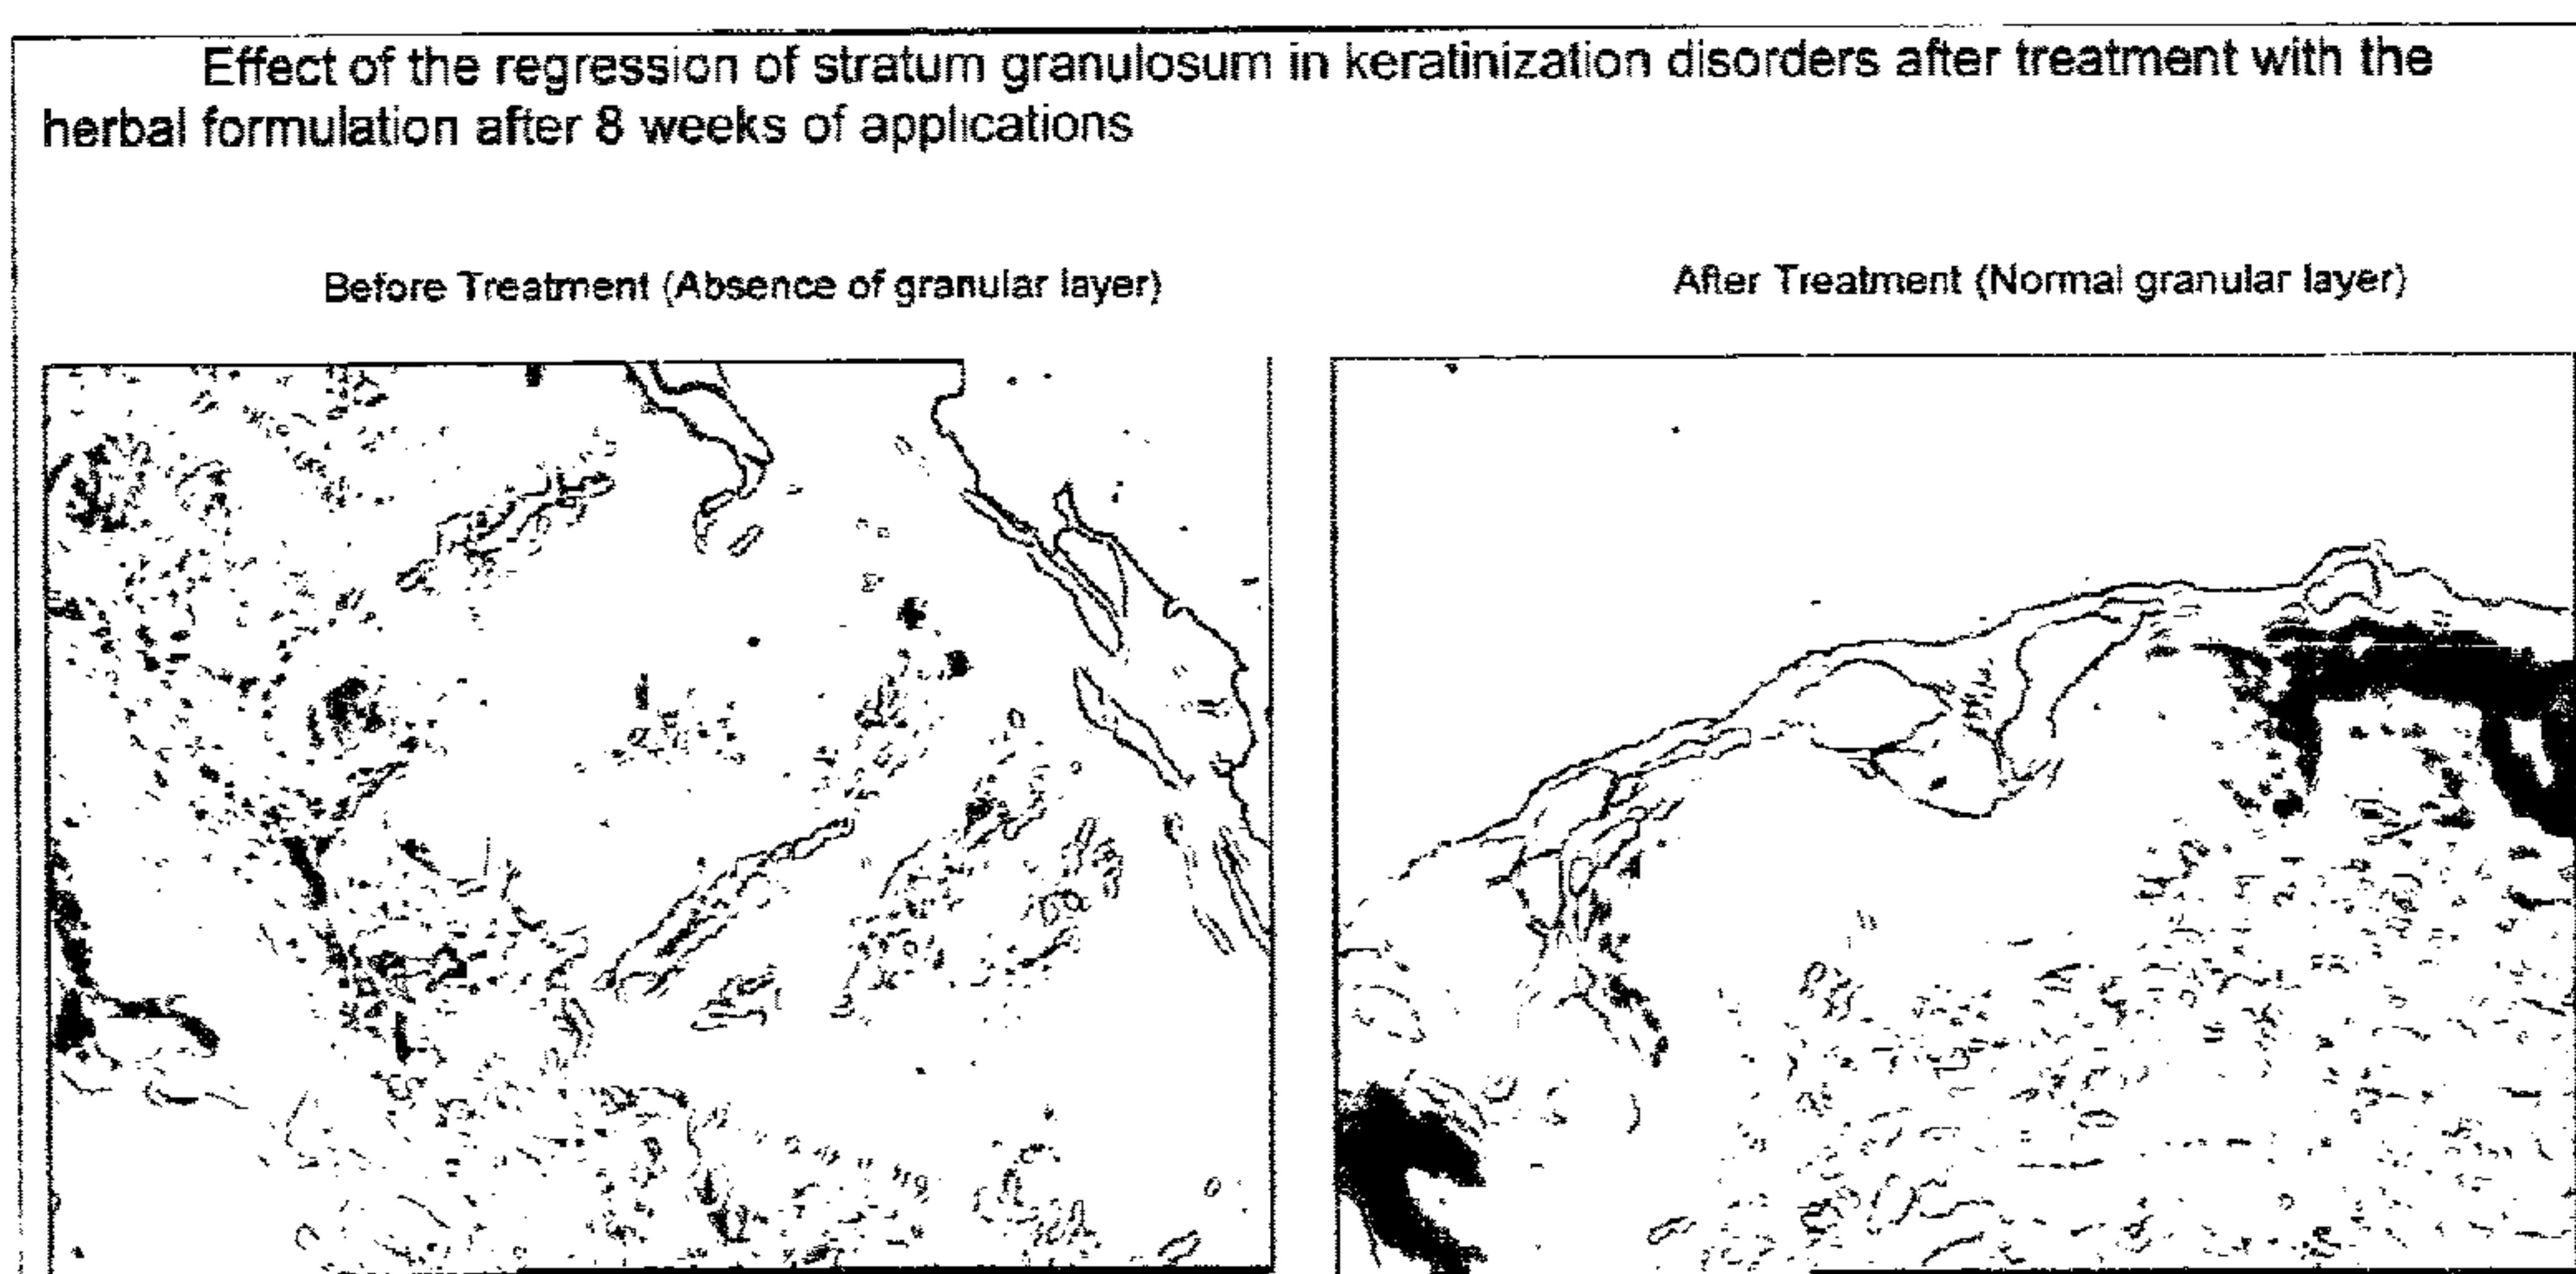 Effect of the regression of stratum granulosum in keratinization disorders after treatment with the
herbal formulation after 8 weeks of applications
Before Treatment (Absence of granular layer)
After Treatment (Normal granular layer)